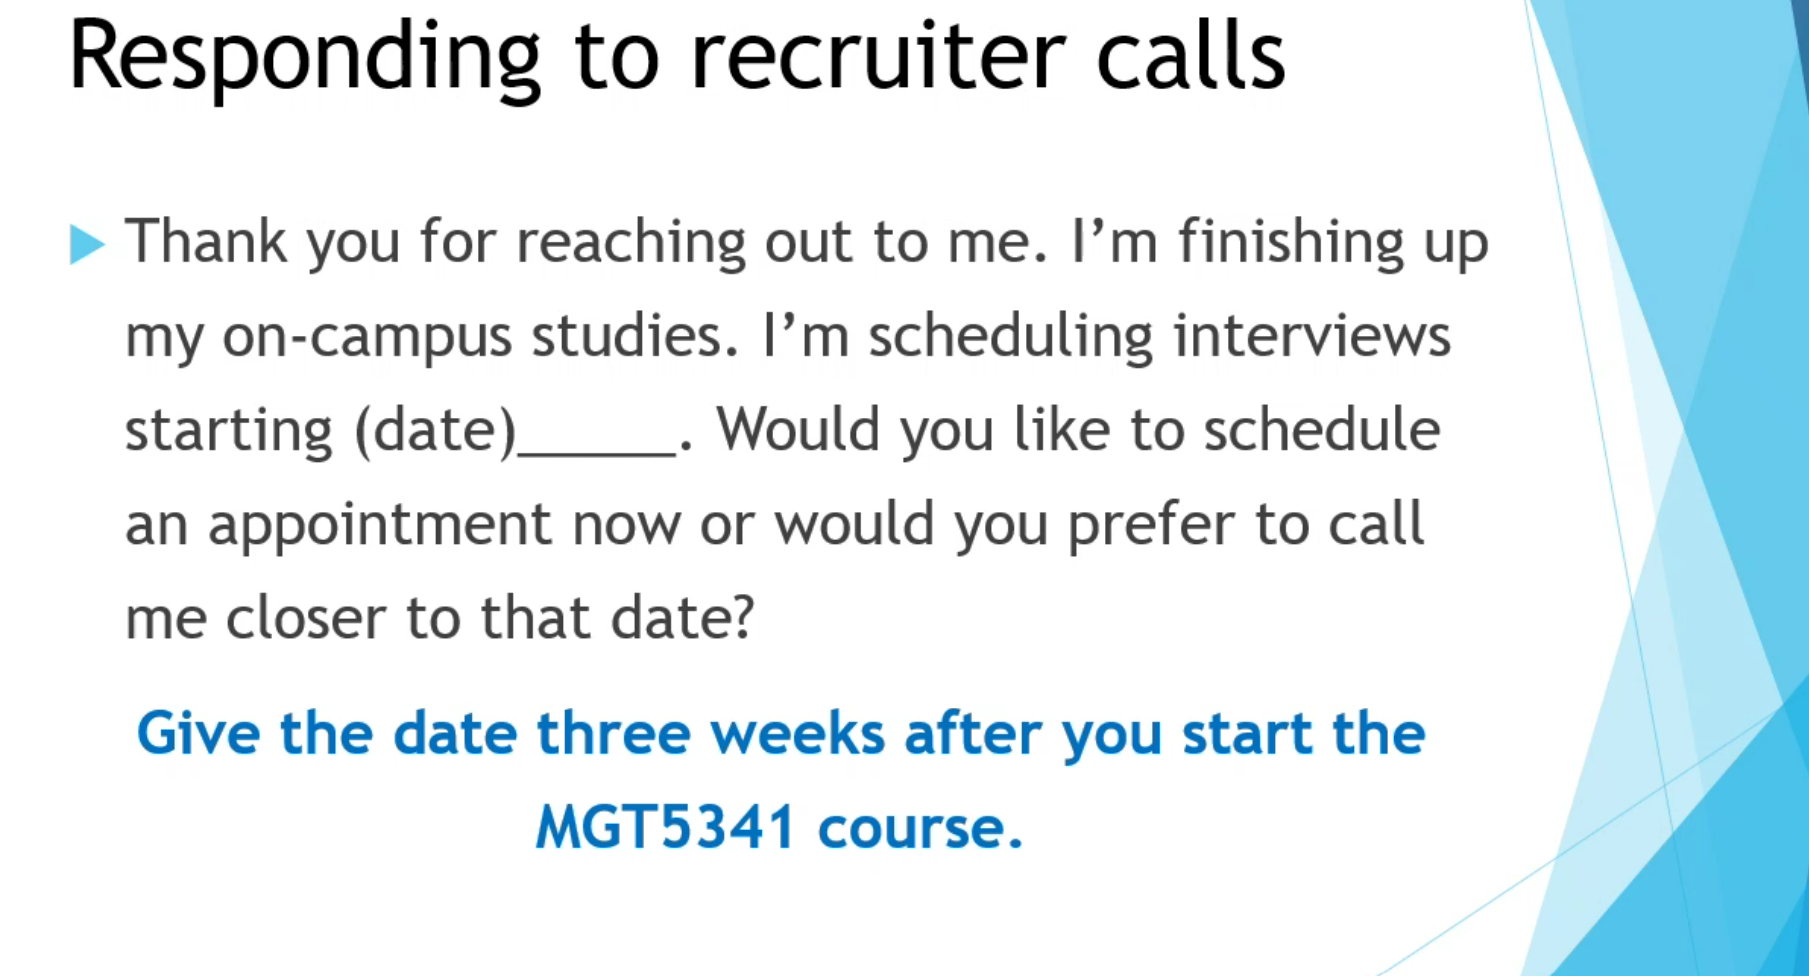 Responding to recruiter calls
Thank you for reaching out to me. I’m finishing up
my on-campus studies. I’m scheduling interviews
starting (date)_____. Would you like to schedule
an appointment now or would you prefer to call
me closer to that date?
Give the date three weeks after you start the
MGT5341 course.